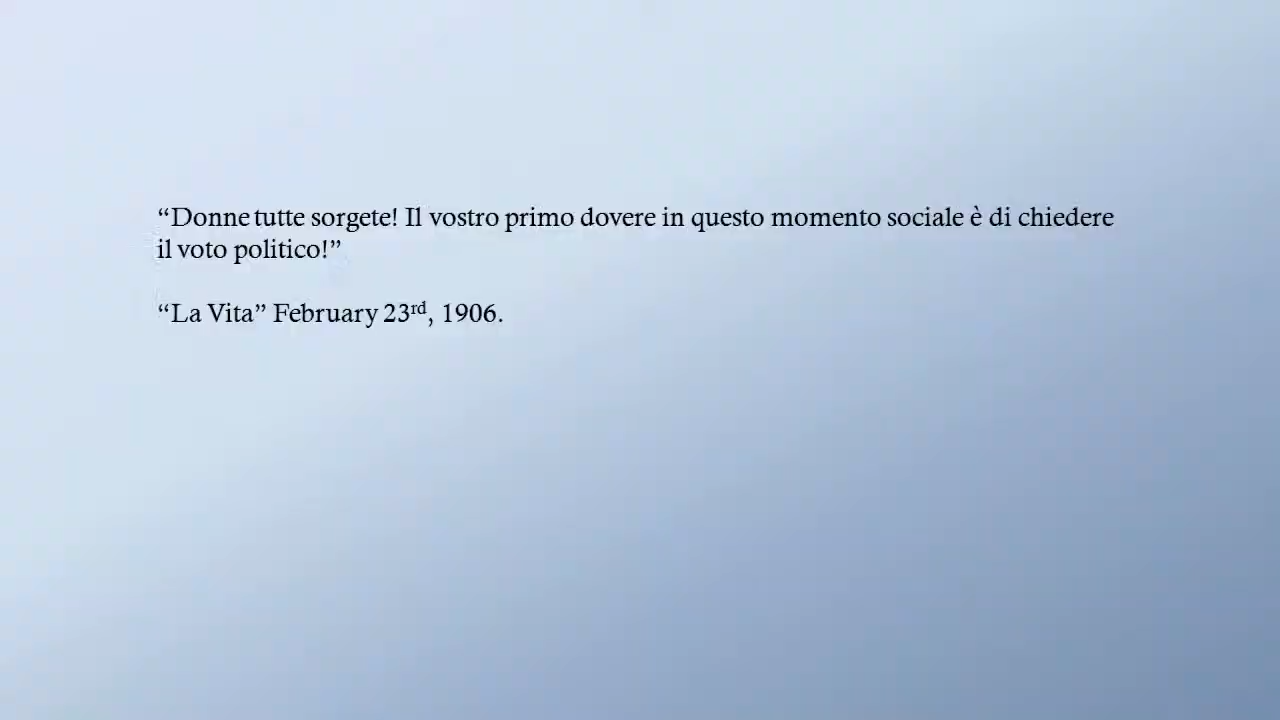 “Donne tutte sorgete! Il vostro primo dovere in questo momento sociale è di chiedere
il voto politico!”
“La Vita” February 23rd, 1906.